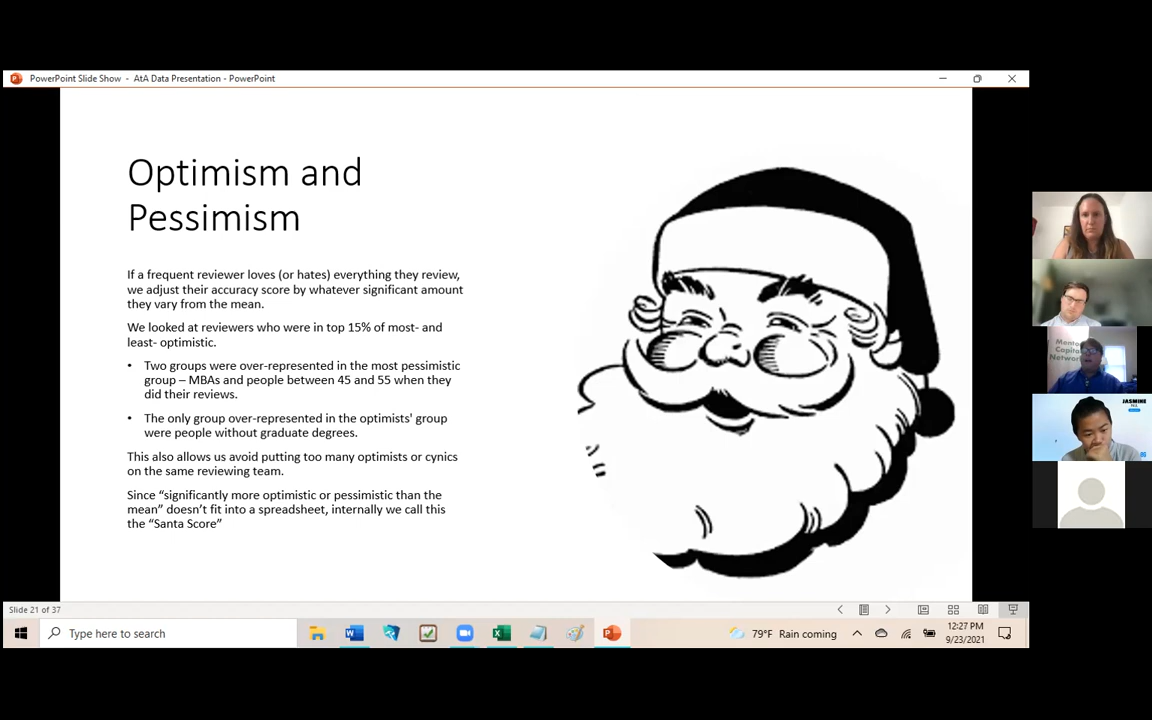 PowerPoint Slide Show - AtA Data Presentation - PowerPoint
Optimism and
Pessimism
If a frequent reviewer loves (or hates) everything they review,
we adjust their accuracy score by whatever significant amount
they vary from the mean.
We looked at reviewers who were in top 15% of most- and
least- optimistic.
• Two groups were over-represented in the most pessimistic
group – MBAs and people between 45 and 55 when they
did their reviews.
• The only group over-represented in the optimists' group
were people without graduate degrees.
This also allows us avoid putting too many optimists or cynics
on the same reviewing team.
Since “significantly more optimistic or pessimistic than the
mean” doesn’t fit into a spreadsheet, internally we call this
the “Santa Score”
Capital
Network
JASMINE
Slide 21 of 37
Type here to search
79°F Rain coming
12:27 PM
9/23/2021